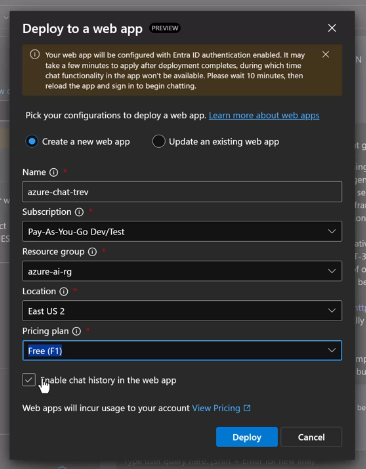 Deploy to a web app PREVIEW
Your web app will be configured with Entra ID authentication enabled. It may
take a few minutes to apply after deployment completes, during which time
chat functionality in the app won't be available. Please wait 10 minutes, then
reload the app and sign in to begin chatting.
Pick your configurations to deploy a web app. Learn more about web apps
Create a new web app Update an existing web app
Name *
azure-chat-trev
Subscription *
Pay-As-You-Go Dev/Test
Resource group *
azure-ai-rg
Location *
East US 2
Pricing plan *
Free (F1)
Enable chat history in the web app
Web apps will incur usage to your account View Pricing
Deploy Cancel